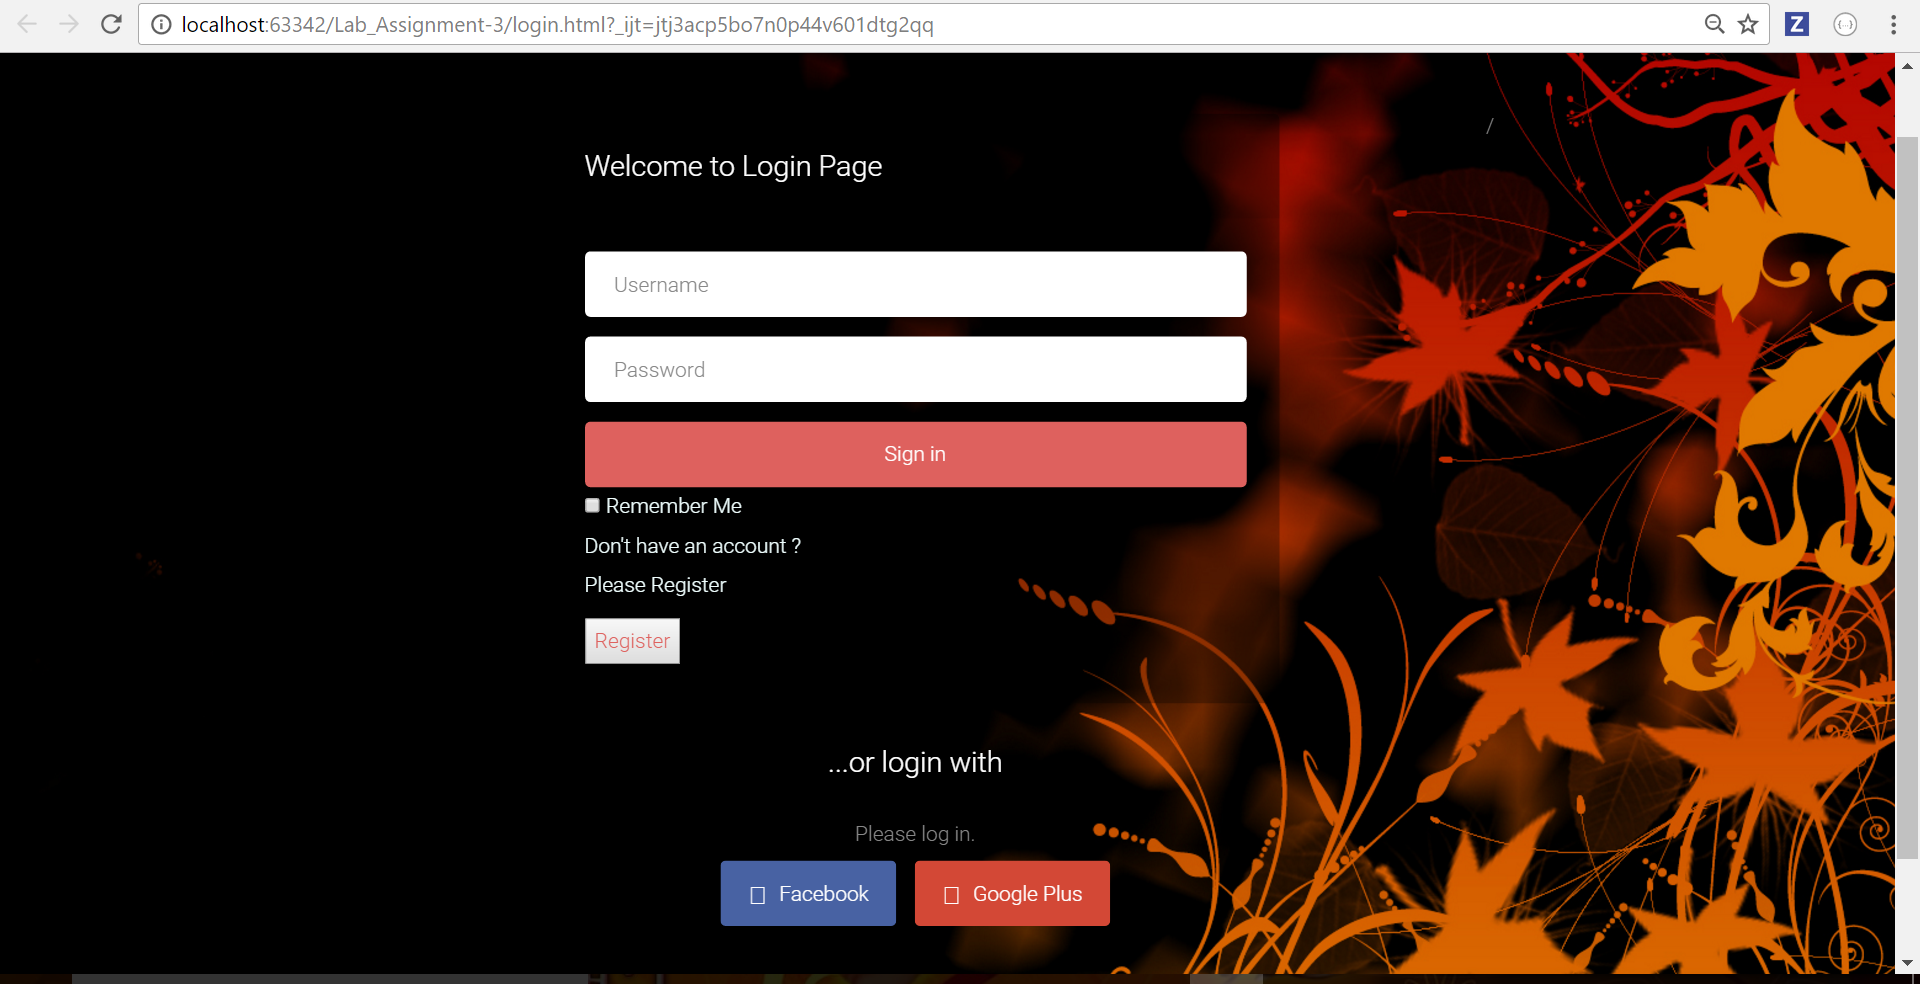 localhost:63342/Lab_Assignment-3/login.html?_ijt=jtj3acp5bo7n0p44v601dtg2qq
Z
{...}
/
Welcome to Login Page
Username
Password
Sign in
Remember Me
Don't have an account ?
Please Register
Register
...or login with
Please log in.
Facebook
Google Plus